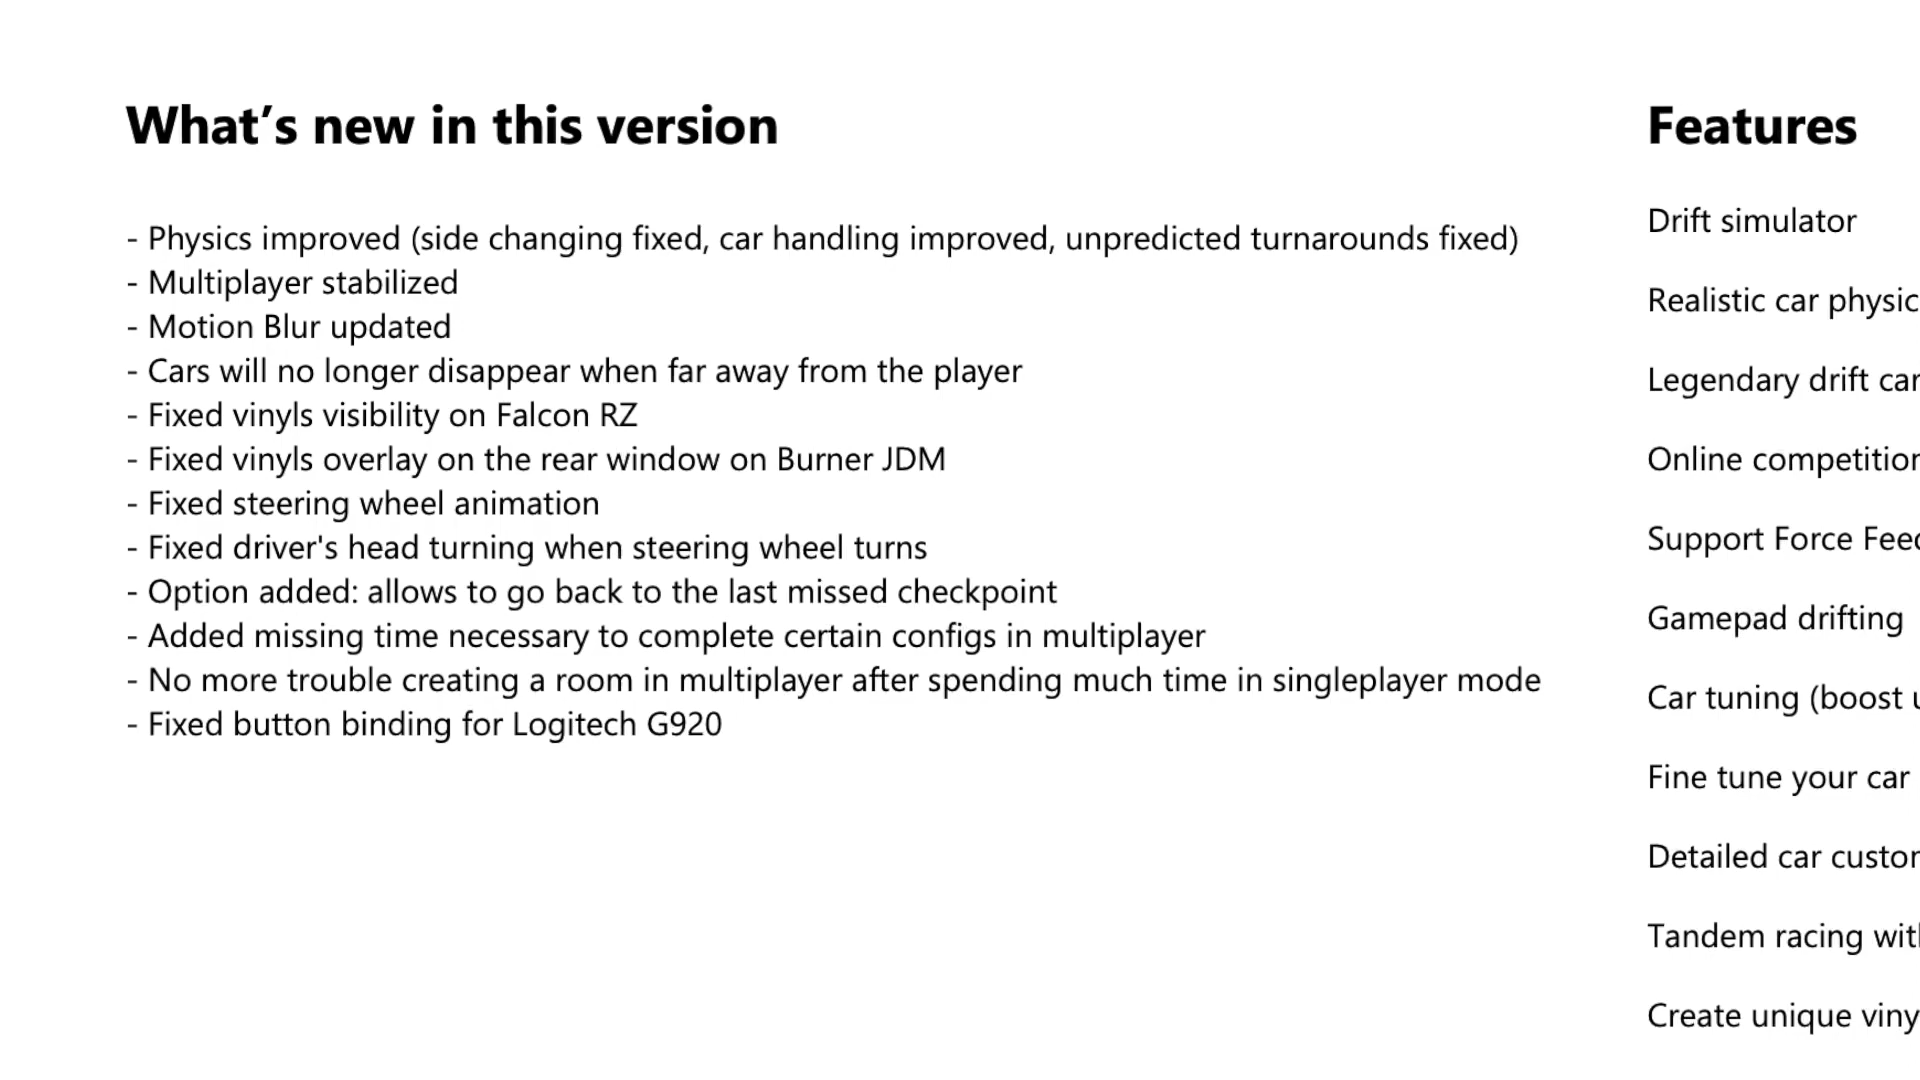 What’s new in this version
- Physics improved (side changing fixed, car handling improved, unpredicted turnarounds fixed)
- Multiplayer stabilized
- Motion Blur updated
- Cars will no longer disappear when far away from the player
- Fixed vinyls visibility on Falcon RZ
- Fixed vinyls overlay on the rear window on Burner JDM
- Fixed steering wheel animation
- Fixed driver's head turning when steering wheel turns
- Option added: allows to go back to the last missed checkpoint
- Added missing time necessary to complete certain configs in multiplayer
- No more trouble creating a room in multiplayer after spending much time in singleplayer mode
- Fixed button binding for Logitech G920
Features
Drift simulator
Realistic car
Legendary drift
Online
Support Force
Gamepad drifting
Car tuning (boost
Fine tune your car
Detailed car
Tandem racing
Create unique